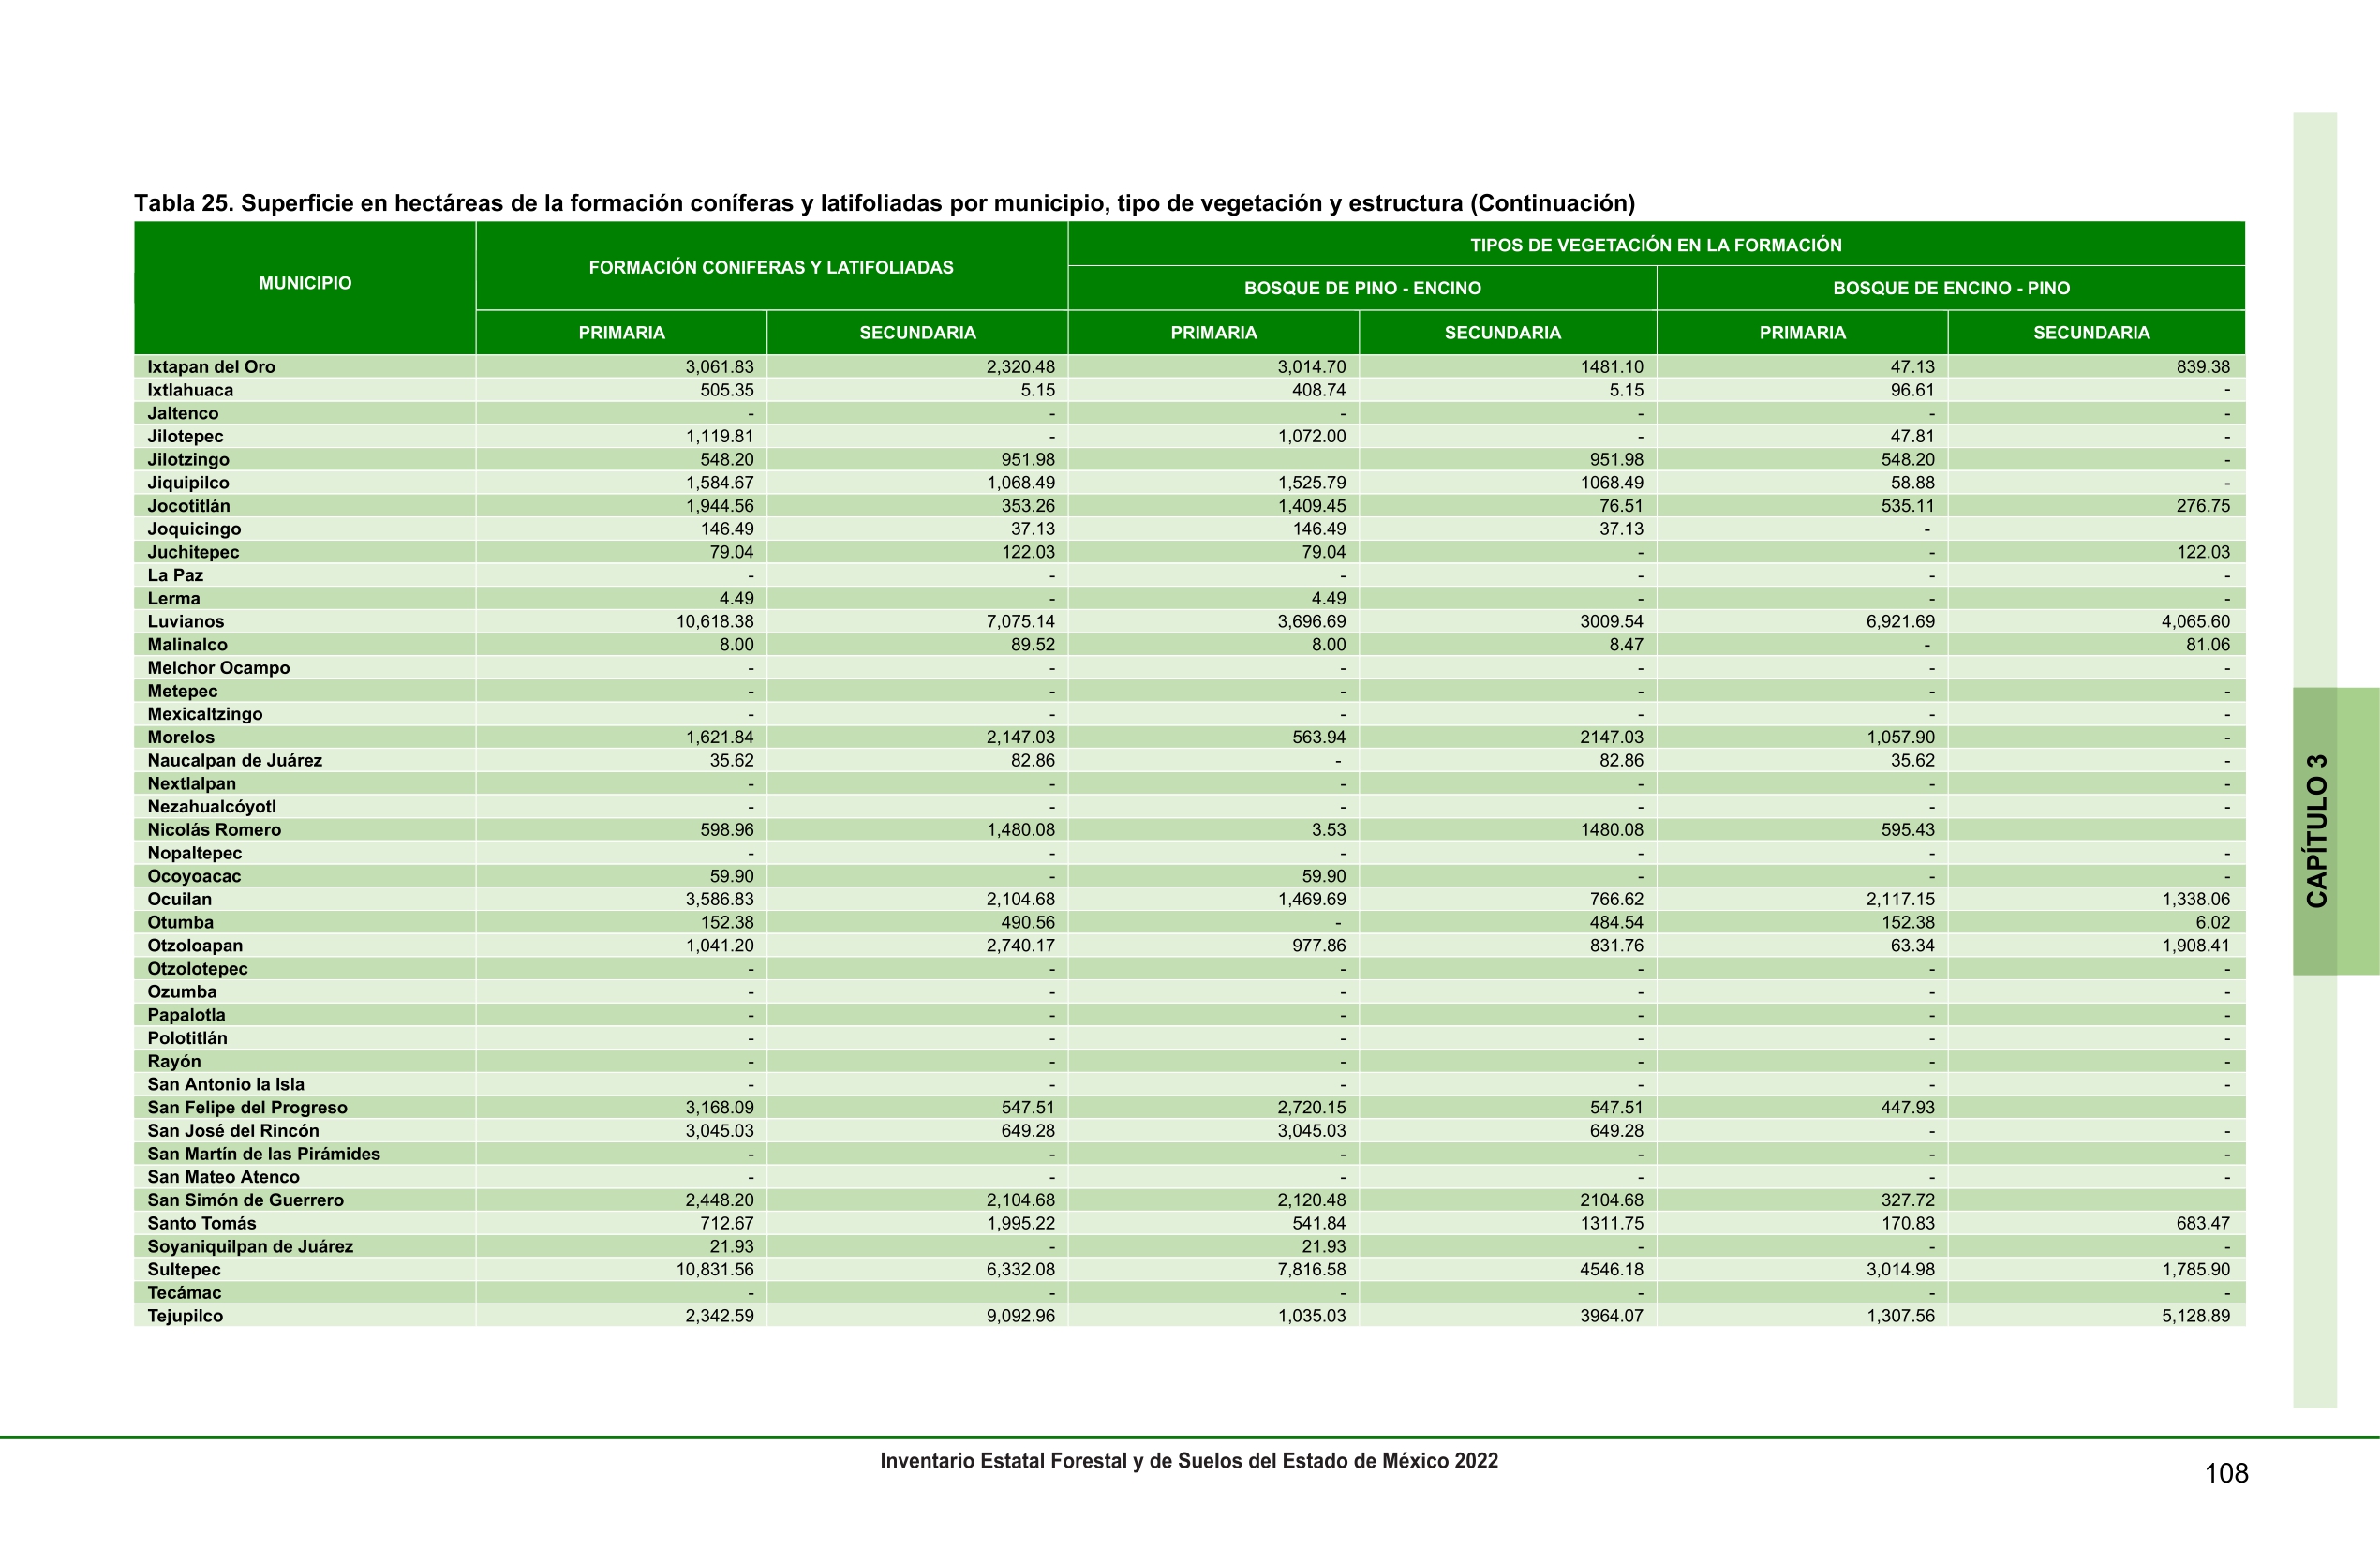 Tabla 25. Superficie en hectáreas de la formación coníferas y latifoliadas por municipio, tipo de vegetación y estructura (Continuación)
MUNICIPIO FORMACIÓN CONIFERAS Y LATIFOLIADAS TIPOS DE VEGETACIÓN EN LA FORMACIÓN
BOSQUE DE PINO - ENCINO BOSQUE DE ENCINO - PINO
PRIMARIA SECUNDARIA PRIMARIA SECUNDARIA PRIMARIA SECUNDARIA
Ixtapan del Oro 3,061.83 2,320.48 3,014.70 1481.10 47.13 839.38
Ixtlahuaca 505.35 5.15 408.74 5.15 96.61 -
Jaltenco - - - - - -
Jilotepec 1,119.81 - 1,072.00 - 47.81 -
Jilotzingo 548.20 951.98 951.98 548.20 -
Jiquipilco 1,584.67 1,068.49 1,525.79 1068.49 58.88 -
Jocotitlán 1,944.56 353.26 1,409.45 76.51 535.11 276.75
Joquicingo 146.49 37.13 146.49 37.13 -
Juchitepec 79.04 122.03 79.04 - - 122.03
La Paz - - - - - -
Lerma 4.49 - 4.49 - - -
Luvianos 10,618.38 7,075.14 3,696.69 3009.54 6,921.69 4,065.60
Malinalco 8.00 89.52 8.00 8.47 - 81.06
Melchor Ocampo - - - - - -
Metepec - - - - - -
Mexicaltzingo - - - - - -
Morelos 1,621.84 2,147.03 563.94 2147.03 1,057.90 -
Naucalpan de Juárez 35.62 82.86 - 82.86 35.62 -
Nextlalpan - - - - - -
Nezahualcóyotl - - - - - -
Nicolás Romero 598.96 1,480.08 3.53 1480.08 595.43
Nopaltepec - - - - - -
Ocoyoacac 59.90 - 59.90 - - -
Ocuilan 3,586.83 2,104.68 1,469.69 766.62 2,117.15 1,338.06
Otumba 152.38 490.56 - 484.54 152.38 6.02
Otzoloapan 1,041.20 2,740.17 977.86 831.76 63.34 1,908.41
Otzolotepec - - - - - -
Ozumba - - - - - -
Papalotla - - - - - -
Polotitlán - - - - - -
Rayón - - - - - -
San Antonio la Isla - - - - - -
San Felipe del Progreso 3,168.09 547.51 2,720.15 547.51 447.93
San José del Rincón 3,045.03 649.28 3,045.03 649.28 - -
San Martín de las Pirámides - - - - - -
San Mateo Atenco - - - - - -
San Simón de Guerrero 2,448.20 2,104.68 2,120.48 2104.68 327.72
Santo Tomás 712.67 1,995.22 541.84 1311.75 170.83 683.47
Soyaniquilpan de Juárez 21.93 - 21.93 - - -
Sultepec 10,831.56 6,332.08 7,816.58 4546.18 3,014.98 1,785.90
Tecámac - - - - - -
Tejupilco 2,342.59 9,092.96 1,035.03 3964.07 1,307.56 5,128.89
CAPÍTULO 3
Inventario Estatal Forestal y de Suelos del Estado de México 2022
108